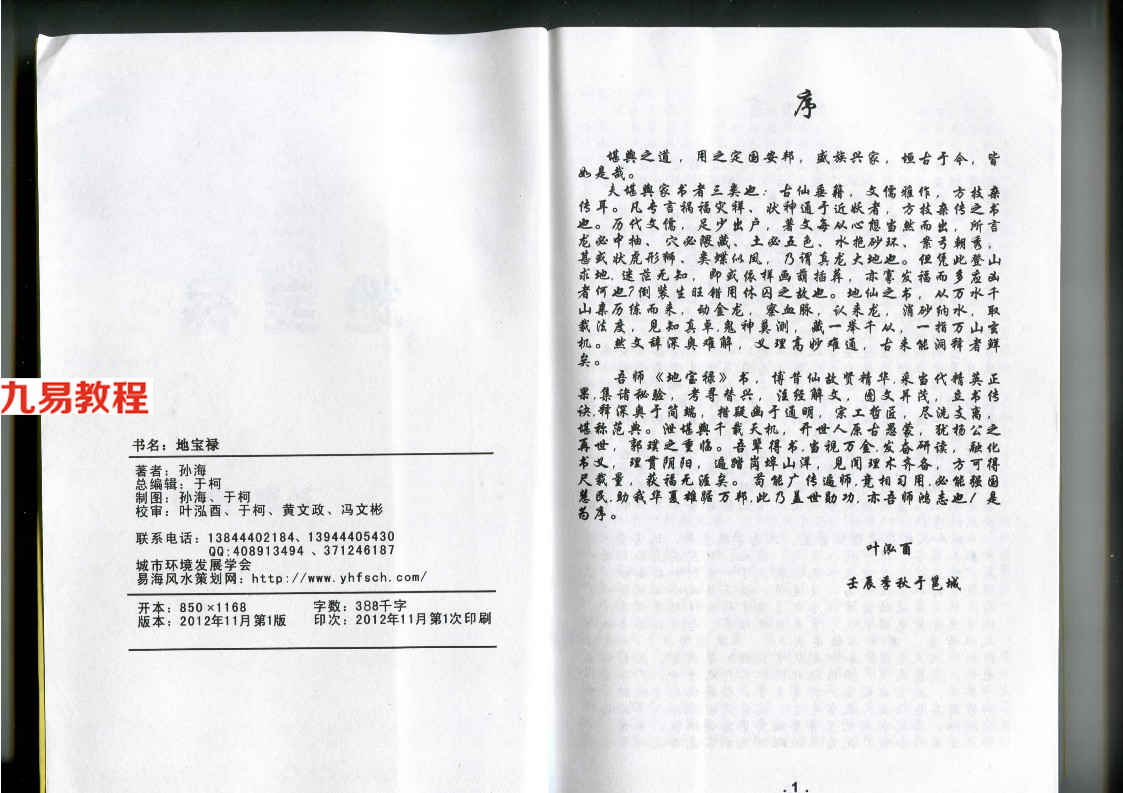 九易教程
书名：地宝禄
著者：孙海
总编辑：于柯
制图：孙海、于柯
校审：叶泓酉、于柯、黄文政、冯文彬
联系电话：13844402184、13944405430
QQ:408913494 、371246187
城市环境发展学会
易海风水策划网：http://www.yhfsch.com/
开本：850×1168 字数：388千字
版本：2012年11月第1版 印次：2012年11月第1次印刷
序
堪舆之道，用之定国安邦，盛族兴家，恒古于今，皆
如是哉。
夫堪舆家书者三类也：古仙垂籍，文儒雅作，方技杂
传耳。凡专言祸福灾祥、状神通于近妖者，方技杂传之书
也。历代文儒，足少出户，著文每从心想当然而出，所言
龙必中抽、穴必隈藏、土必五色、水抱砂环、案弓朝秀，
甚或状虎形狮、类蝶似凤，乃谓真龙大地也。但凭此登山
求地，迷茫无知，即或依样画葫插葬，亦寡发福而多应凶
者何也?倒装生旺错用休囚之故也。地仙之书，从万水千
山亲历练而来，动金龙，察血脉，认来龙，消砂纳水，取
裁法度，见知真卓，鬼神莫测，藏一举千从，一指万山玄
机。然文辞深奥难解，义理高妙难通，古来能洞释者鲜
矣。
吾师《地宝禄》书，博昔仙故贤精华，采当代精英正
果，集诸秘验，考寻替兴，注经解文，图文并茂，立书传
诀，释深奥于简端，措疑幽于通明，宗工哲匠，尽洗支离，
堪称范典。泄堪舆千载天机，开世人原古愚蒙，犹杨公之
再世，郭璞之重临。吾辈得书，当视万金，发奋研读，融化
书义，理贯阴阳，遍踏岗埠山洋，见闻理术齐备，方可得
尺裁量，获福无涯矣。苟能广传遍师，竞相习用，必能强国
慧民，助我华夏雄强万邦，此乃盖世勋功，亦吾师鸿志也！是
为序。
叶泓酉
壬辰季秋于邕城
.1.